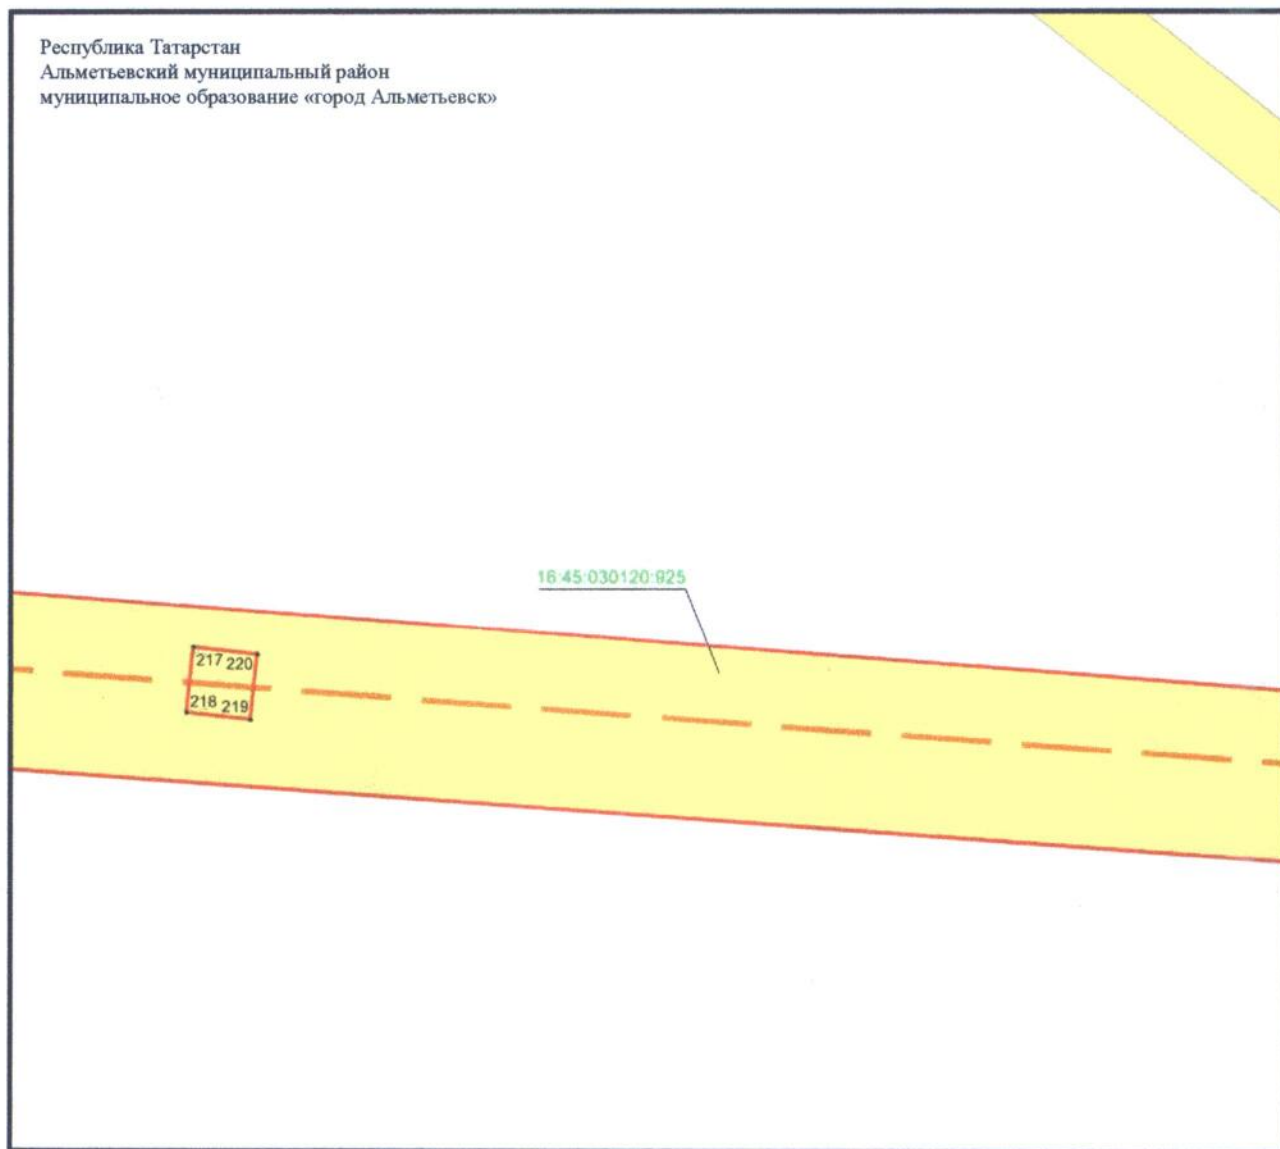 Республика Татарстан
Альметьевский муниципальный район
муниципальное образование «город Альметьевск»
16:45:030120:925
217 220
218 219